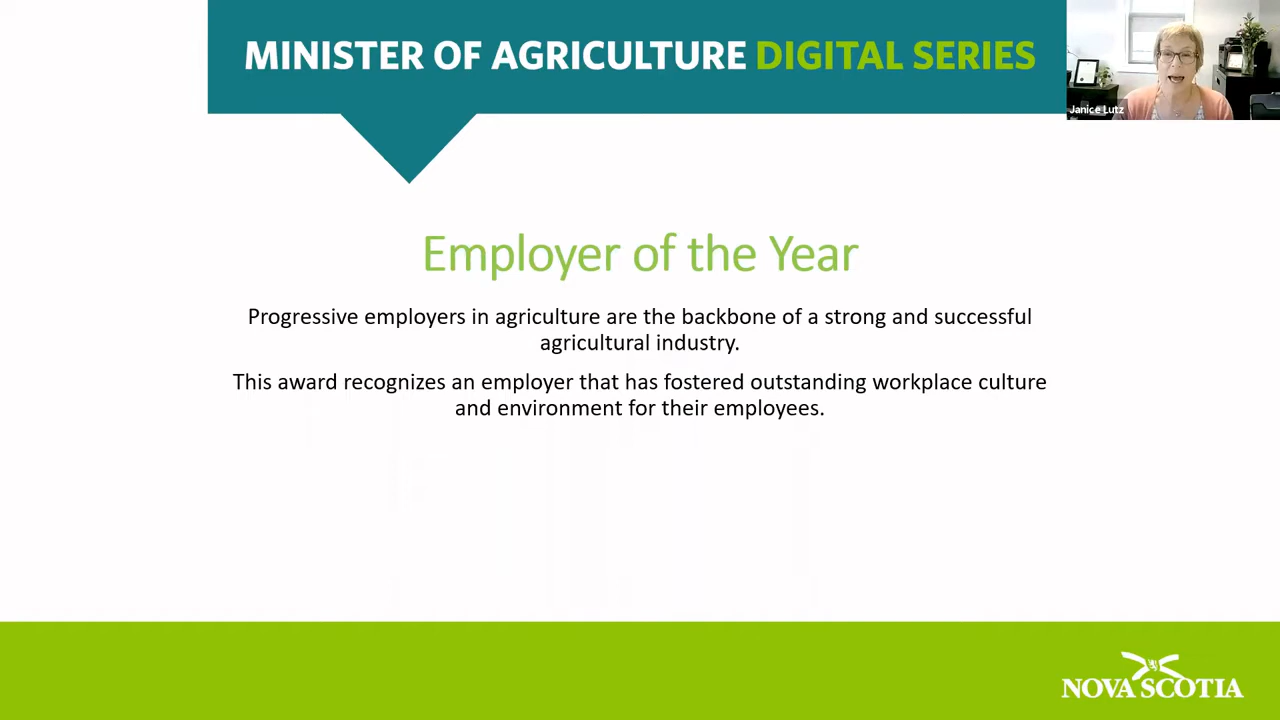 MINISTER OF AGRICULTURE DIGITAL SERIES
Janice Lutz
Employer of the Year
Progressive employers in agriculture are the backbone of a strong and successful
agricultural industry.
This award recognizes an employer that has fostered outstanding workplace culture
and environment for their employees.
NOVA SCOTIA